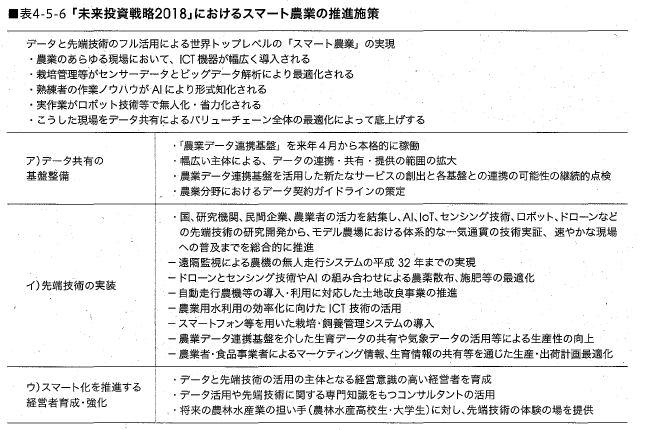 ■表4-5-6「未来投資戦略2018」におけるスマート農業の推進施策
データと先端技術のフル活用による世界トップレベルの「スマート農業」の実現
・農業のあらゆる現場において、ICT機器が幅広く導入される
・栽培管理等がセンサーデータとビッグデータ解析により最適化される
・熟練者の作業ノウハウがAIにより形式知化される
・実作業がロボット技術等で無人化・省力化される
・こうした現場をデータ共有によるバリューチェーン全体の最適化によって底上げする
ア)データ共有の
基盤整備
・「農業データ連携基盤」を来年4月から本格的に稼働
・幅広い主体による、データの連携・共有・提供の範囲の拡大
・農業データ連携基盤を活用した新たなサービスの創出と各基盤との連携の可能性の継続的点検
・農業分野におけるデータ契約ガイドラインの策定
イ)先端技術の実装
・国、研究機関、民間企業、農業者の活力を結集し、AI、IoT、センシング技術、ロボット、ドローンなど
の先端技術の研究開発から、モデル農場における体系的な一気通貫の技術実証、速やかな現場
への普及までを総合的に推進
－遠隔監視による農機の無人走行システムの平成32年までの実現
－ドローンとセンシング技術やAIの組み合わせによる農薬散布、施肥等の最適化
－自動走行農機等の導入・利用に対応した土地改良事業の推進
－農業用水利用の効率化に向けたICT技術の活用
－スマートフォン等を用いた栽培・飼養管理システムの導入
－農業データ連携基盤を介した生育データの共有や気象データの活用等による生産性の向上
－農業者・食品事業者によるマーケティング情報、生育情報の共有等を通じた生産・出荷計画最適化
ウ)スマート化を推進する
経営者育成・強化
・データと先端技術の活用の主体となる経営意識の高い経営者を育成
・データ活用や先端技術に関する専門知識をもつコンサルタントの活用
・将来の農林水産業の担い手(農林水産高校生・大学生)に対し、先端技術の体験の場を提供